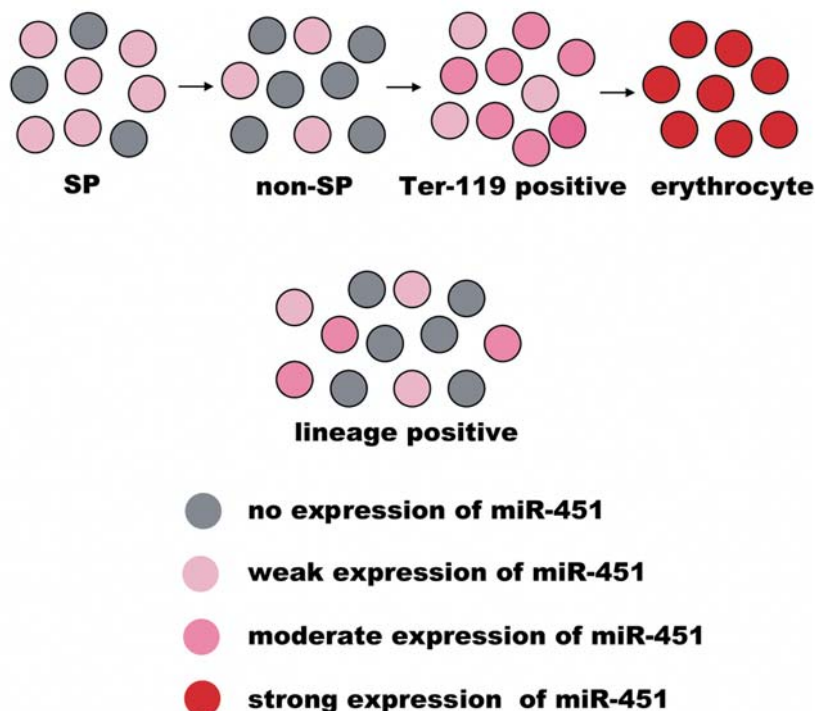 SP
non-SP
Ter-119 positive
erythrocyte
lineage positive
no expression of miR-451
weak expression of miR-451
moderate expression of miR-451
strong expression of miR-451